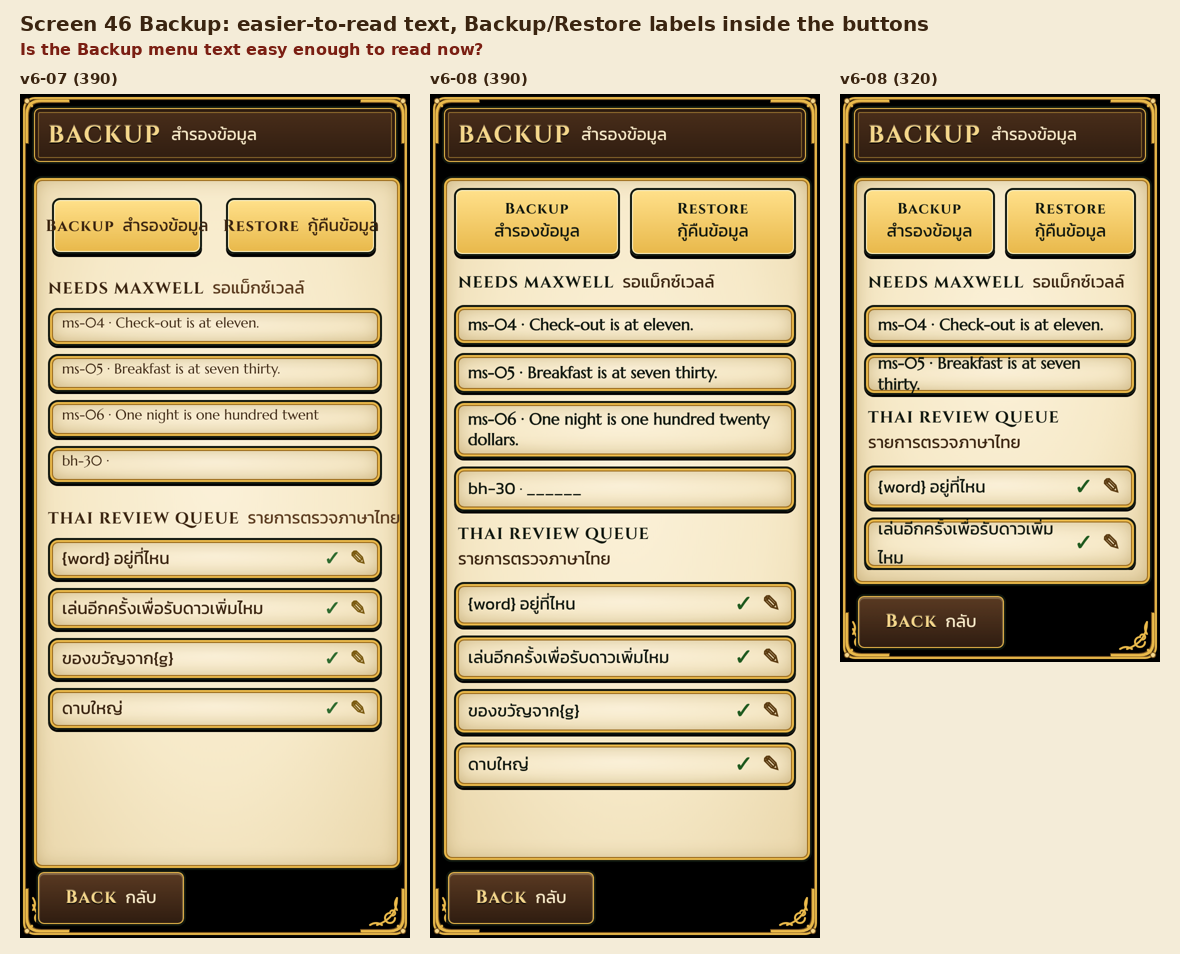 Screen 46 Backup: easier-to-read text, Backup/Restore labels inside the buttons
Is the Backup menu text easy enough to read now?
v6-07 (390)
BACKUP สำรองข้อมูล
BACKUP สำรองข้อมูล
RESTORE กู้คืนข้อมูล
NEEDS MAXWELL รอแม็กซ์เวลล์
ms-04 · Check-out is at eleven.
ms-05 · Breakfast is at seven thirty.
ms-06 · One night is one hundred twent
bh-30 ·
THAI REVIEW QUEUE รายการตรวจภาษาไทย
{word} อยู่ที่ไหน ✓ ✎
เล่นอีกครั้งเพื่อรับดาวเพิ่มไหม ✓ ✎
ของขวัญจาก{g} ✓ ✎
ดาบใหญ่ ✓ ✎
BACK กลับ
v6-08 (390)
BACKUP สำรองข้อมูล
BACKUP
สำรองข้อมูล
RESTORE
กู้คืนข้อมูล
NEEDS MAXWELL รอแม็กซ์เวลล์
ms-04 · Check-out is at eleven.
ms-05 · Breakfast is at seven thirty.
ms-06 · One night is one hundred twenty
dollars.
bh-30 · ______
THAI REVIEW QUEUE
รายการตรวจภาษาไทย
{word} อยู่ที่ไหน ✓ ✎
เล่นอีกครั้งเพื่อรับดาวเพิ่มไหม ✓ ✎
ของขวัญจาก{g} ✓ ✎
ดาบใหญ่ ✓ ✎
BACK กลับ
v6-08 (320)
BACKUP สำรองข้อมูล
BACKUP
สำรองข้อมูล
RESTORE
กู้คืนข้อมูล
NEEDS MAXWELL รอแม็กซ์เวลล์
ms-04 · Check-out is at eleven.
ms-05 · Breakfast is at seven
thirty.
THAI REVIEW QUEUE
รายการตรวจภาษาไทย
{word} อยู่ที่ไหน ✓ ✎
เล่นอีกครั้งเพื่อรับดาวเพิ่ม
ไหม ✓ ✎
BACK กลับ